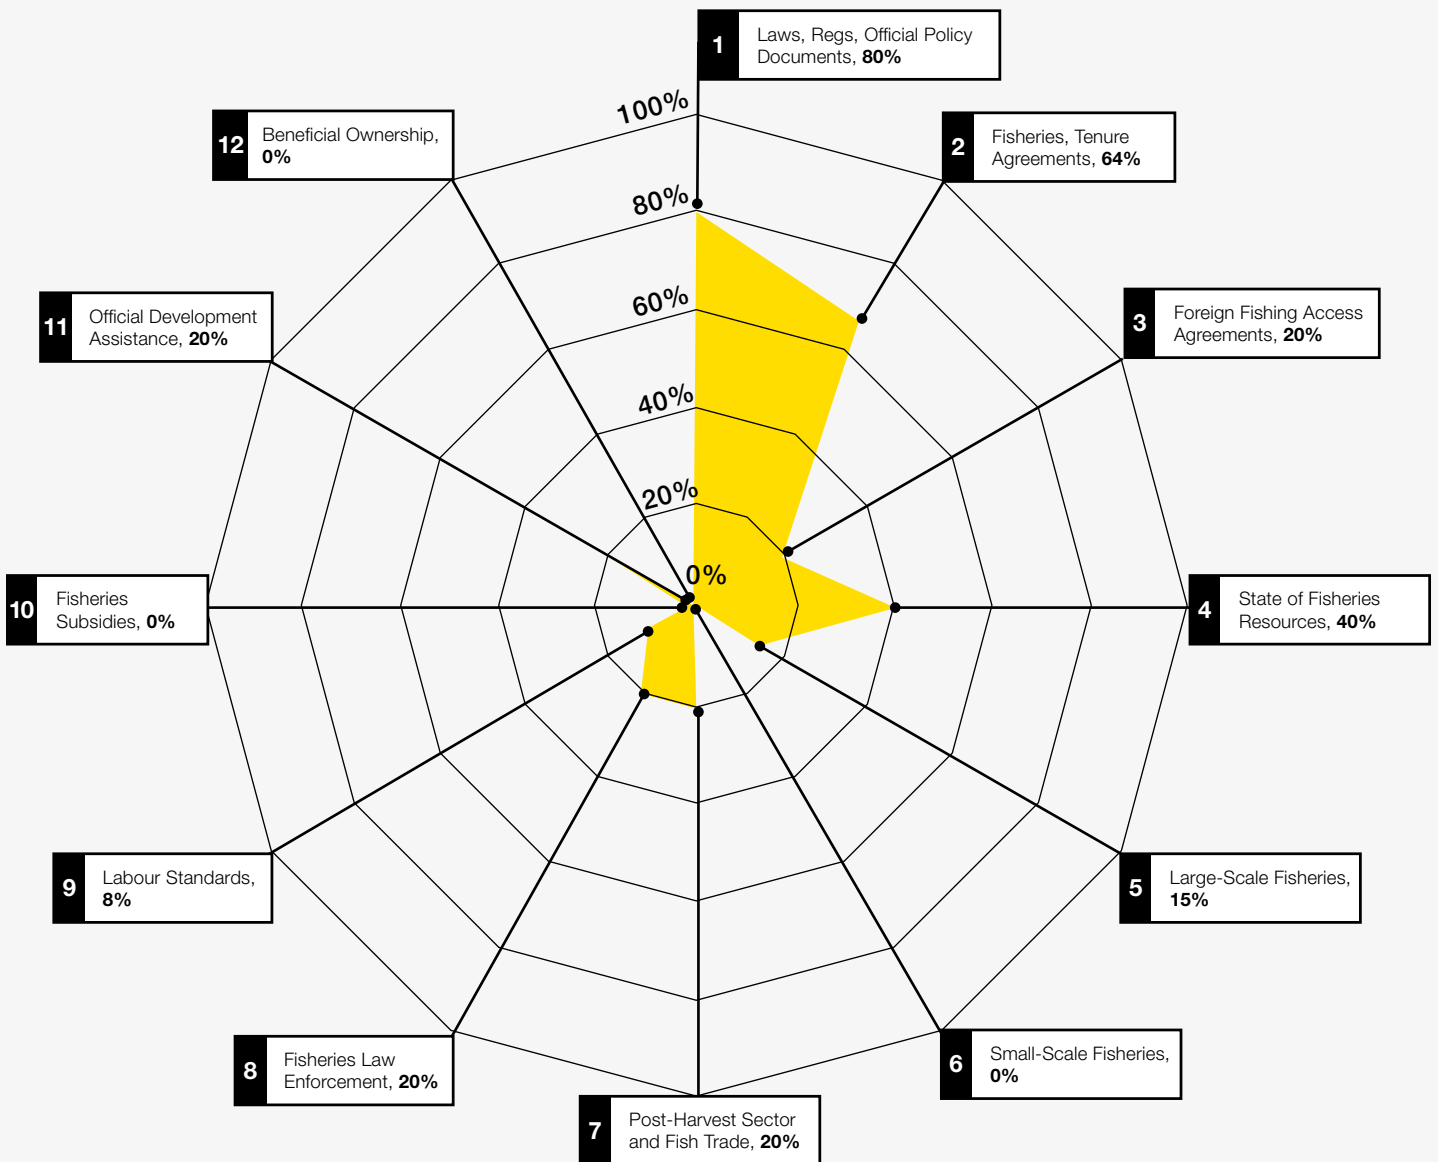 1
Laws, Regs, Official Policy
Documents, 80%
2
Fisheries, Tenure
Agreements, 64%
3
Foreign Fishing Access
Agreements, 20%
4
State of Fisheries
Resources, 40%
5
Large-Scale Fisheries,
15%
6
Small-Scale Fisheries,
0%
7
Post-Harvest Sector
and Fish Trade, 20%
8
Fisheries Law
Enforcement, 20%
9
Labour Standards,
8%
10
Fisheries
Subsidies, 0%
11
Official Development
Assistance, 20%
12
Beneficial Ownership,
0%
100%
80%
60%
40%
20%
0%